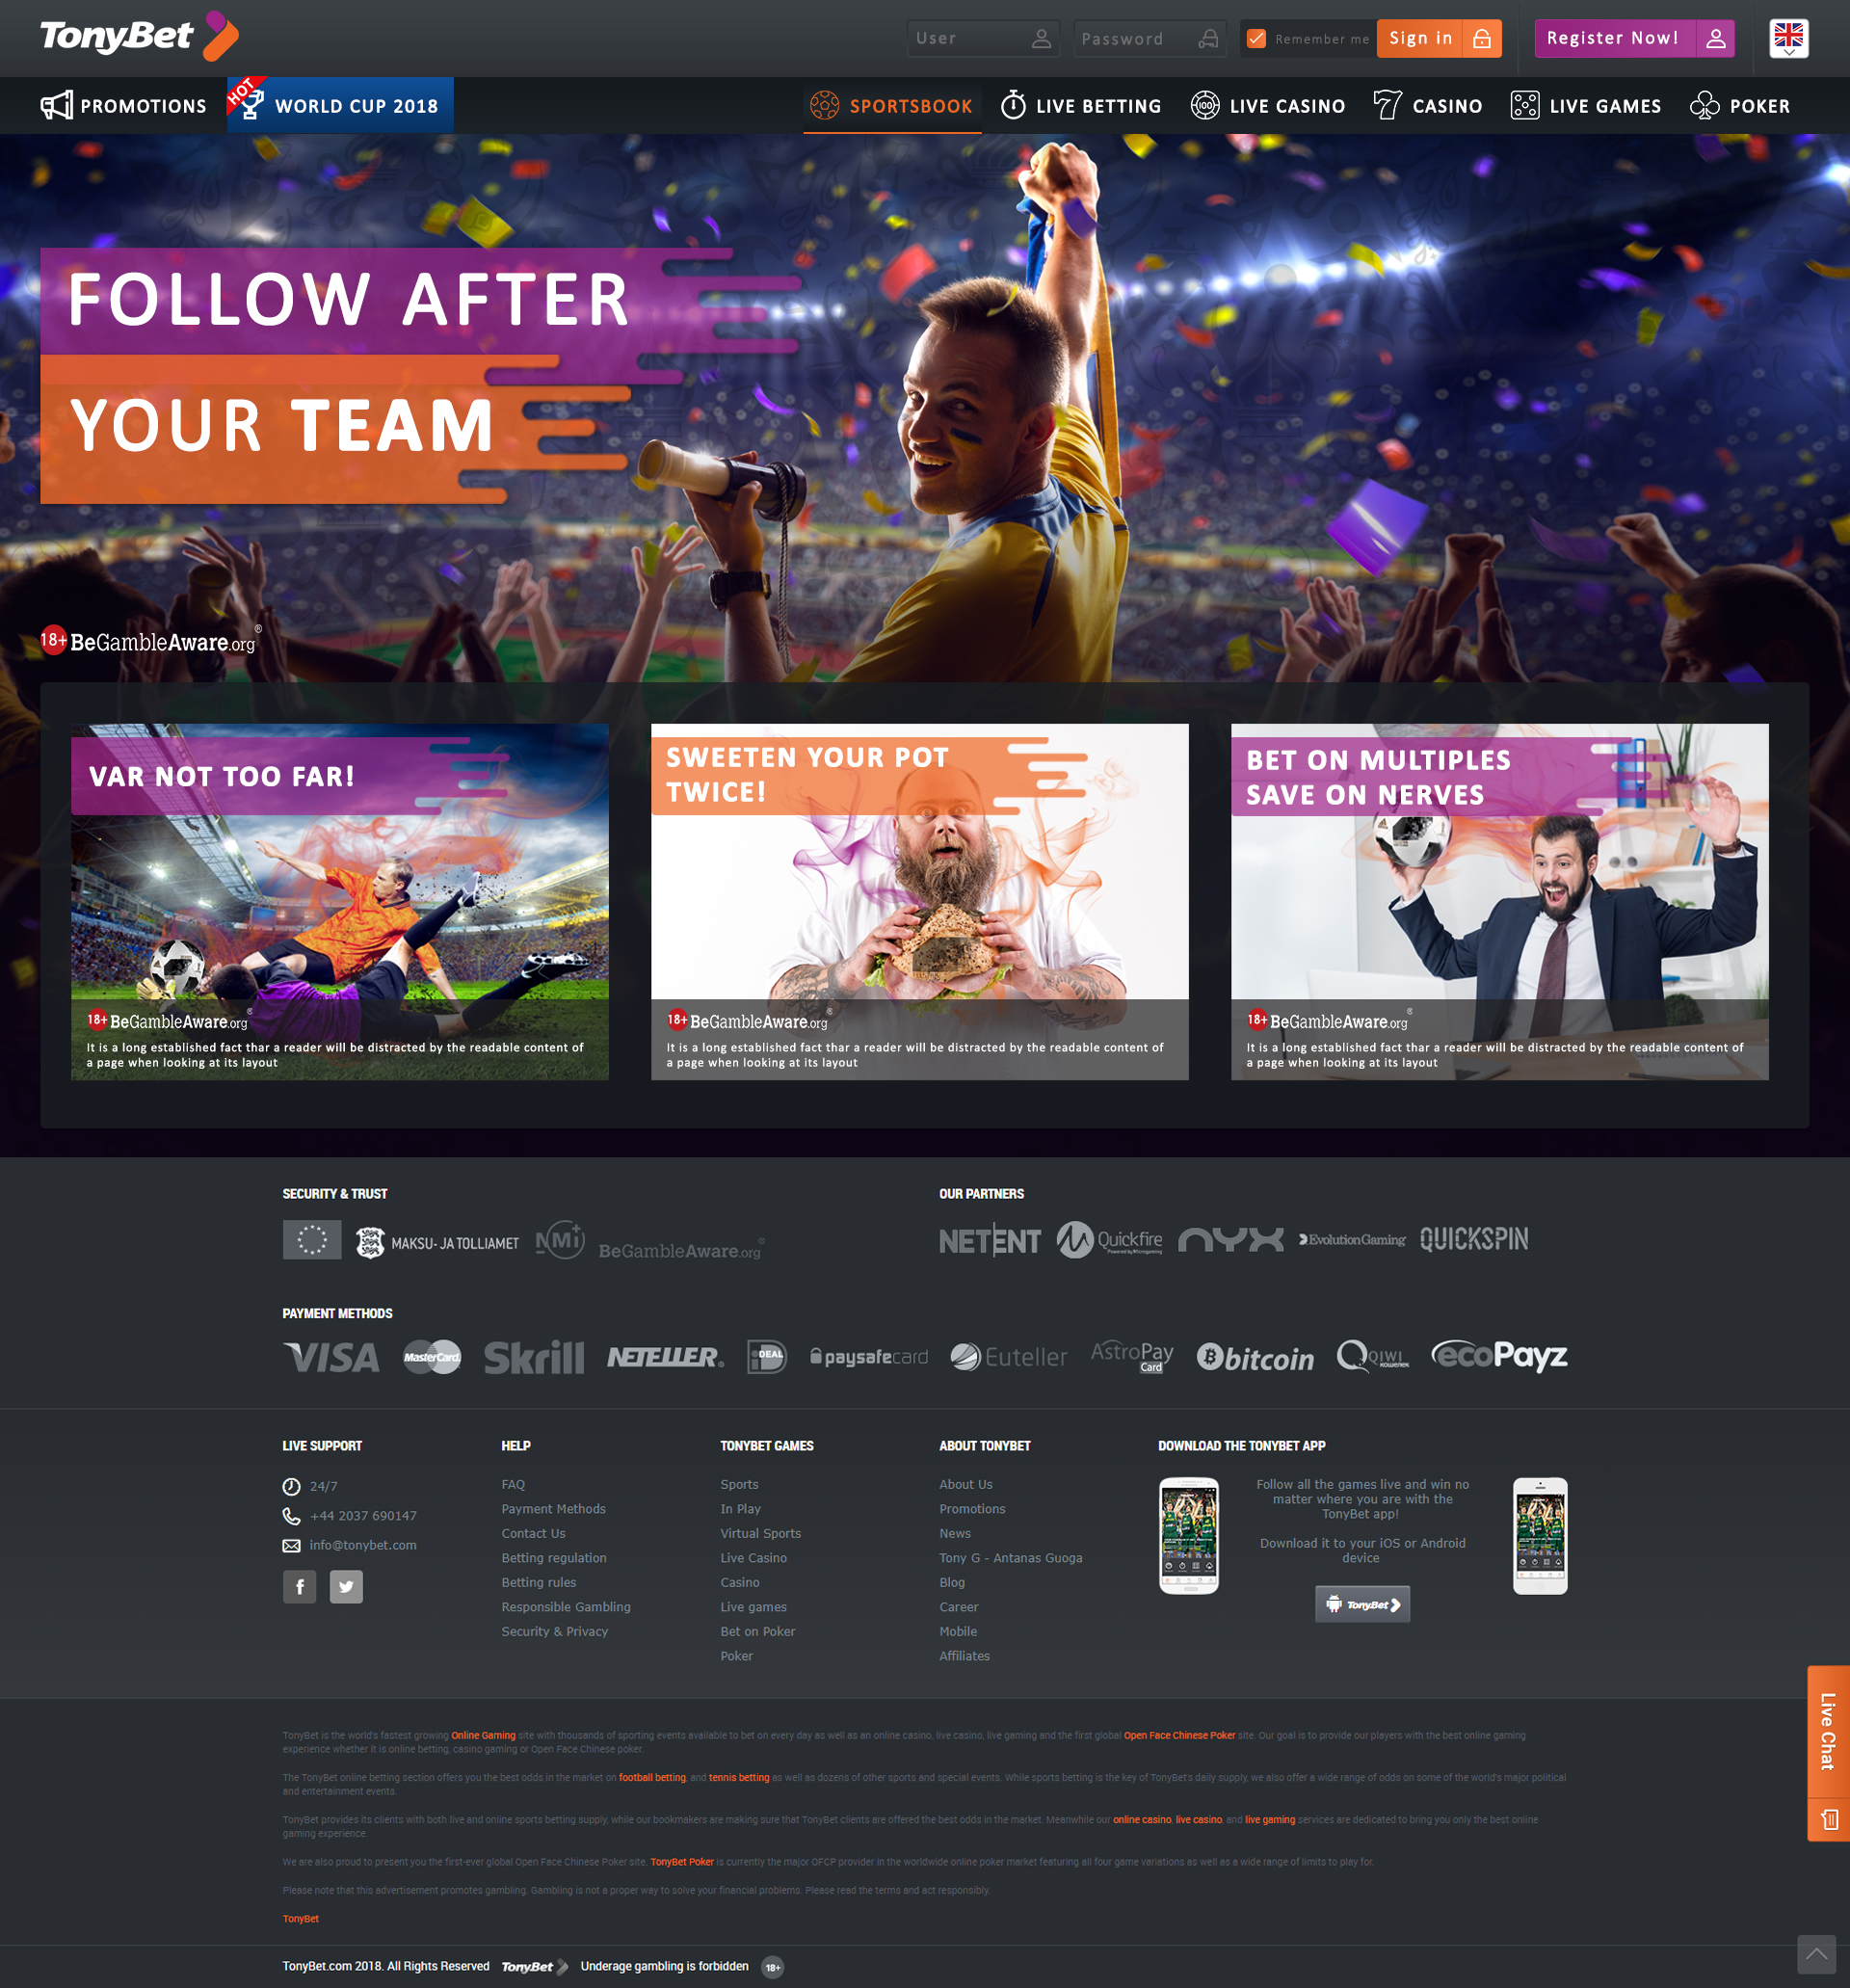 TonyBet
User
Password
Remember me
Sign in
Register Now!
PROMOTIONS
HOT
WORLD CUP 2018
SPORTSBOOK
LIVE BETTING
100
LIVE CASINO
CASINO
LIVE GAMES
POKER
FOLLOW AFTER
YOUR TEAM
18+ BeGambleAware.org®
VAR NOT TOO FAR!
18+ BeGambleAware.org®
It is a long established fact thar a reader will be distracted by the readable content of
a page when looking at its layout
SWEETEN YOUR POT
TWICE!
18+ BeGambleAware.org®
It is a long established fact thar a reader will be distracted by the readable content of
a page when looking at its layout
BET ON MULTIPLES
SAVE ON NERVES
18+ BeGambleAware.org®
It is a long established fact thar a reader will be distracted by the readable content of
a page when looking at its layout
SECURITY & TRUST
MAKSU- JA TOLLIAMET
NMi
BeGambleAware.org®
OUR PARTNERS
NETENT
Quickfire
Powered by Microgaming
NYX
Evolution Gaming
QUICKSPIN
PAYMENT METHODS
VISA
MasterCard
Skrill
NETELLER
iDEAL
paysafecard
Euteller
AstroPay
Card
bitcoin
QIWI
КОШЕЛЕК
ecoPayz
LIVE SUPPORT
24/7
+44 2037 690147
info@tonybet.com
HELP
FAQ
Payment Methods
Contact Us
Betting regulation
Betting rules
Responsible Gambling
Security & Privacy
TONYBET GAMES
Sports
In Play
Virtual Sports
Live Casino
Casino
Live games
Bet on Poker
Poker
ABOUT TONYBET
About Us
Promotions
News
Tony G - Antanas Guoga
Blog
Career
Mobile
Affiliates
DOWNLOAD THE TONYBET APP
Follow all the games live and win no
matter where you are with the
TonyBet app!
Download it to your iOS or Android
device
TonyBet
Live Chat
TonyBet is the world's fastest growing Online Gaming site with thousands of sporting events available to bet on every day as well as an online casino, live casino, live gaming and the first global Open Face Chinese Poker site. Our goal is to provide our players with the best online gaming
experience whether it is online betting, casino gaming or Open Face Chinese poker.
The TonyBet online betting section offers you the best odds in the market on football betting, and tennis betting as well as dozens of other sports and special events. While sports betting is the key of TonyBet's daily supply, we also offer a wide range of odds on some of the world's major political
and entertainment events.
TonyBet provides its clients with both live and online sports betting supply, while our bookmakers are making sure that TonyBet clients are offered the best odds in the market. Meanwhile our online casino, live casino, and live gaming services are dedicated to bring you only the best online
gaming experience.
We are also proud to present you the first-ever global Open Face Chinese Poker site. TonyBet Poker is currently the major OFCP provider in the worldwide online poker market featuring all four game variations as well as a wide range of limits to play for.
Please note that this advertisement promotes gambling. Gambling is not a proper way to solve your financial problems. Please read the terms and act responsibly.
TonyBet
TonyBet.com 2018. All Rights Reserved
TonyBet
Underage gambling is forbidden
18+